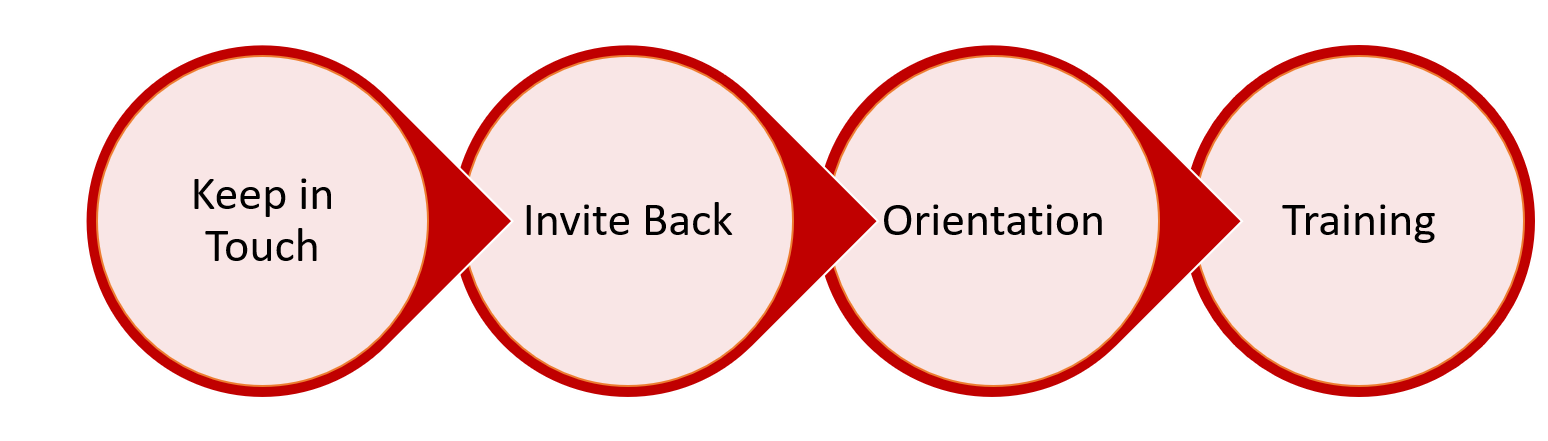 Keep in
Touch
Invite Back
Orientation
Training